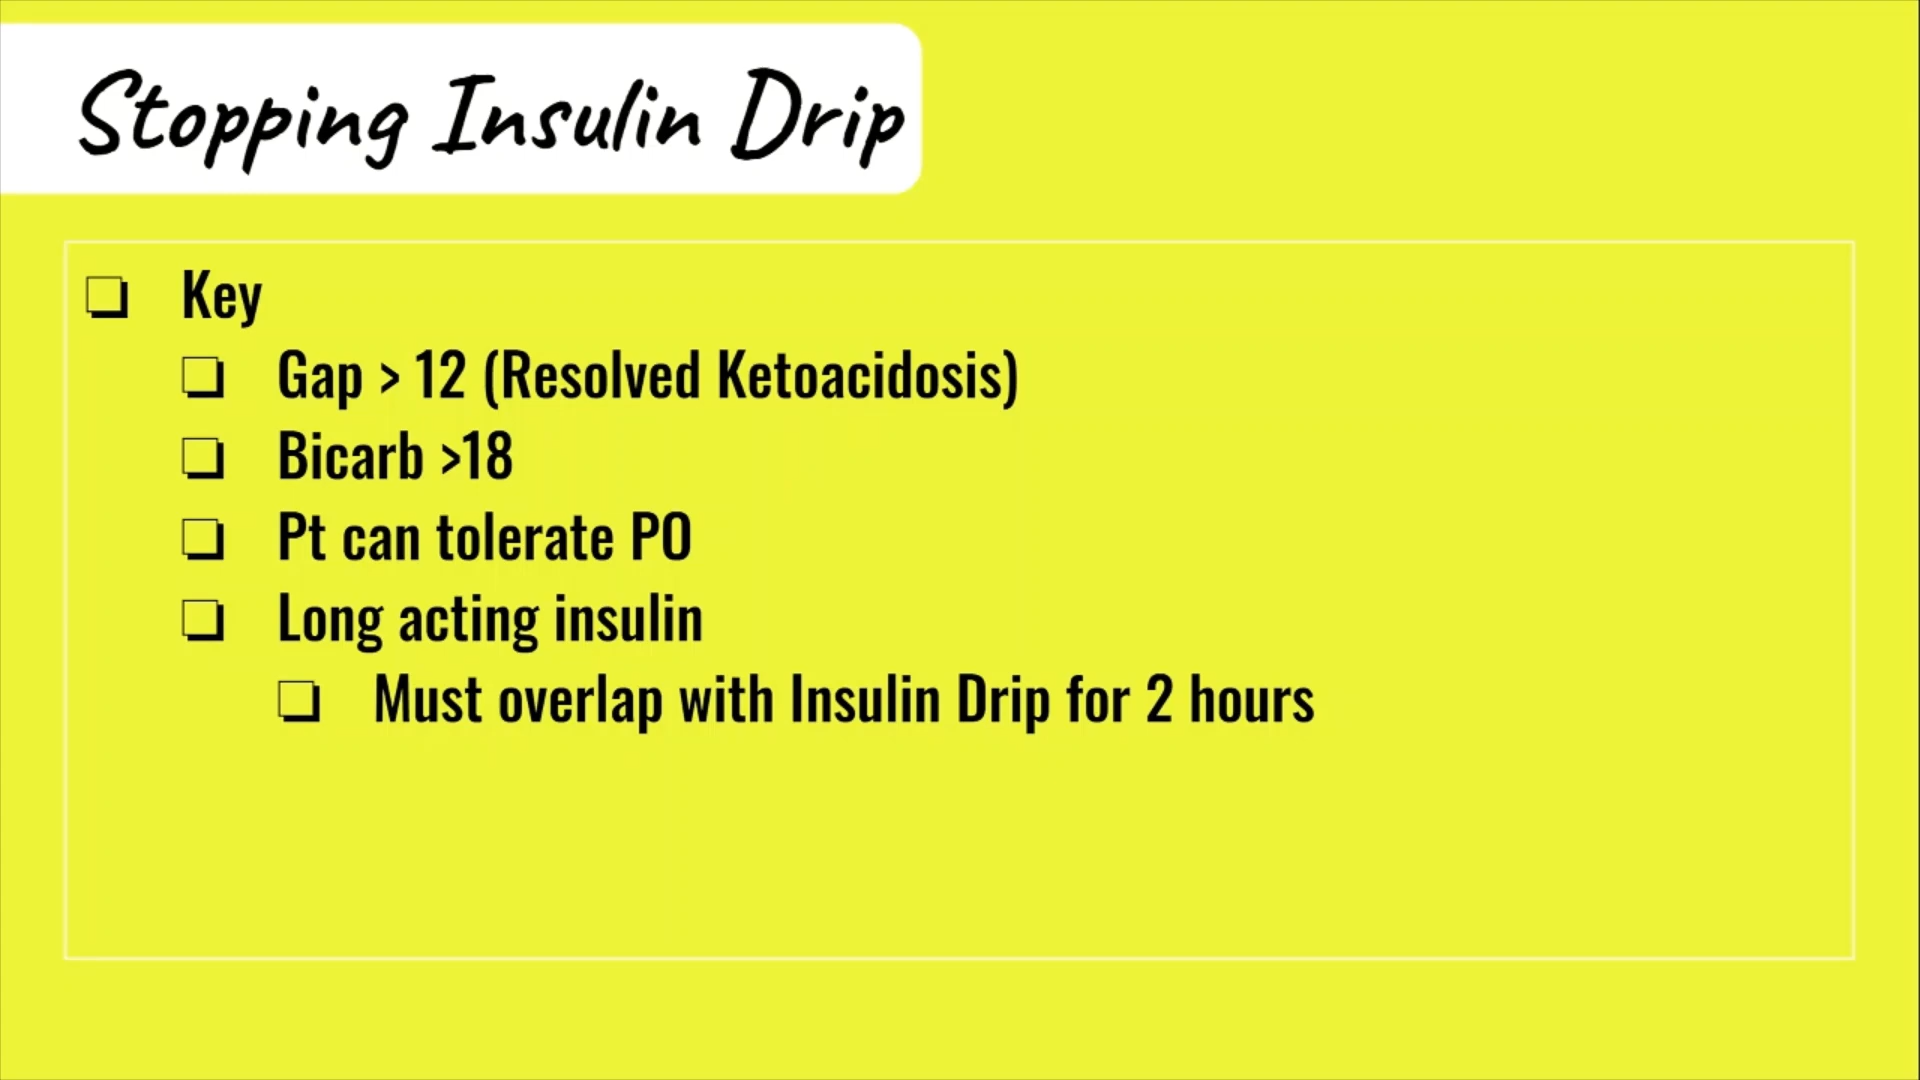 Stopping Insulin Drip
Key
Gap > 12 (Resolved Ketoacidosis)
Bicarb >18
Pt can tolerate PO
Long acting insulin
Must overlap with Insulin Drip for 2 hours